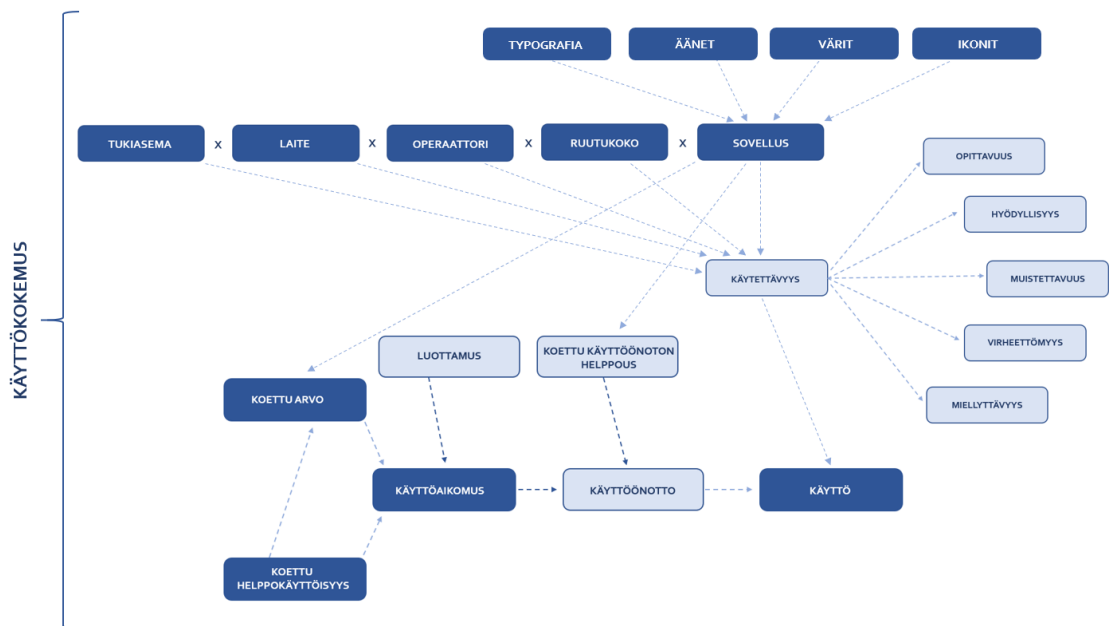 TYPOGRAFIA
ÄÄNET
VÄRIT
IKONIT
TUKIASEMA
X
LAITE
X
OPERAATTORI
X
RUUTUKOKO
X
SOVELLUS
OPITTAVUUS
HYÖDYLLISYYS
KÄYTETTÄVYYS
MUISTETTAVUUS
KÄYTTÖKOKEMUS
VIRHEETTÖMYYS
LUOTTAMUS
KOETTU KÄYTTÖÖNOTON
HELPPOUS
KOETTU ARVO
MIELLYTTÄVYYS
KÄYTTÖAIKOMUS
KÄYTTÖÖNOTTO
KÄYTTÖ
KOETTU
HELPPOKÄYTTÖISYYS